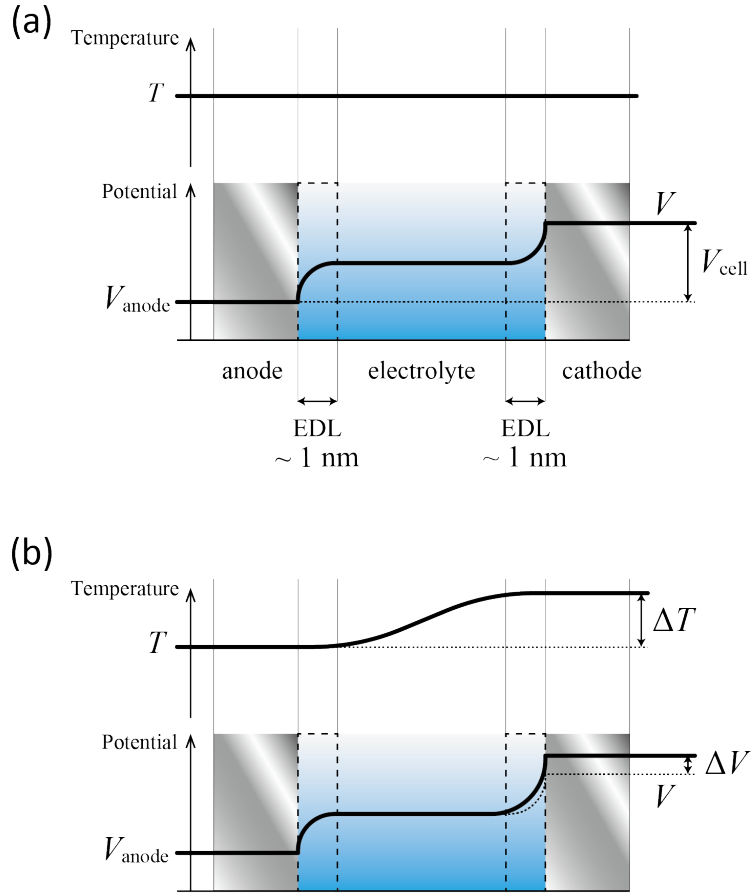 (a)
Temperature
T
Potential
V
V_cell
V_anode
anode electrolyte cathode
EDL EDL
~ 1 nm ~ 1 nm
(b)
Temperature
T
ΔT
Potential
ΔV
V
V_anode